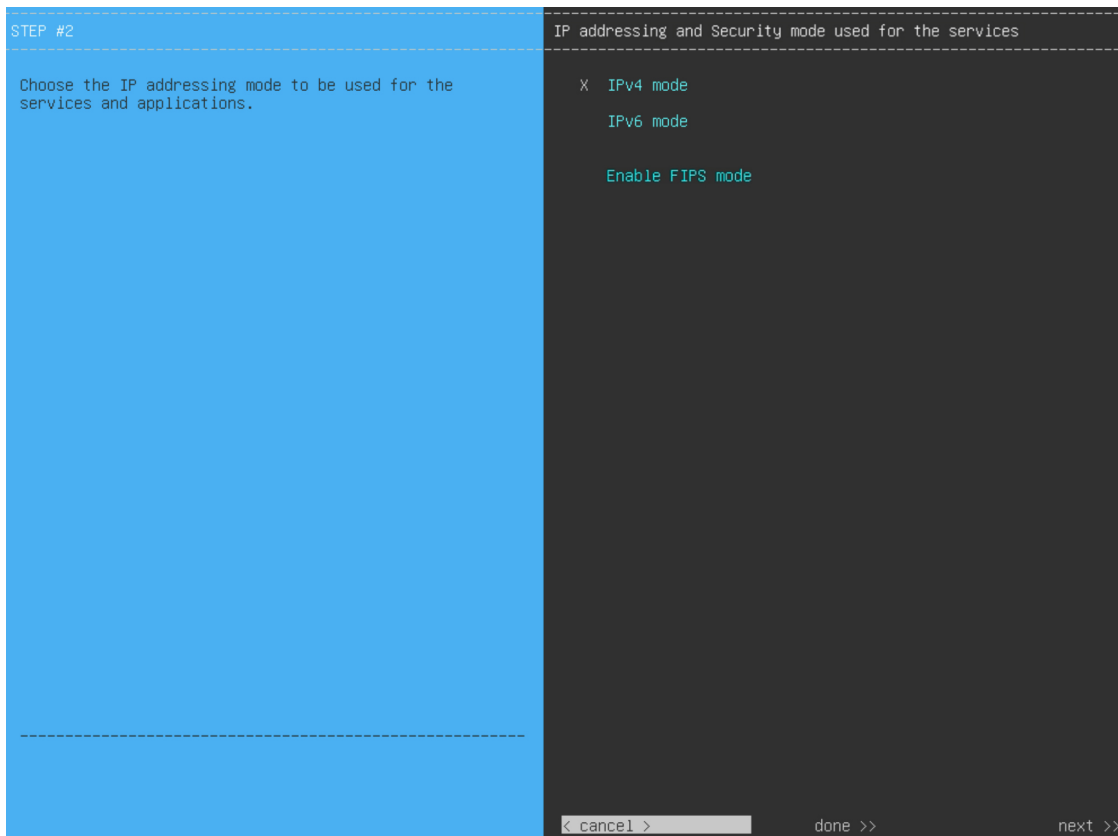 STEP #2
Choose the IP addressing mode to be used for the
services and applications.
IP addressing and Security mode used for the services
X IPv4 mode
IPv6 mode
Enable FIPS mode
< cancel >
done >>
next >>